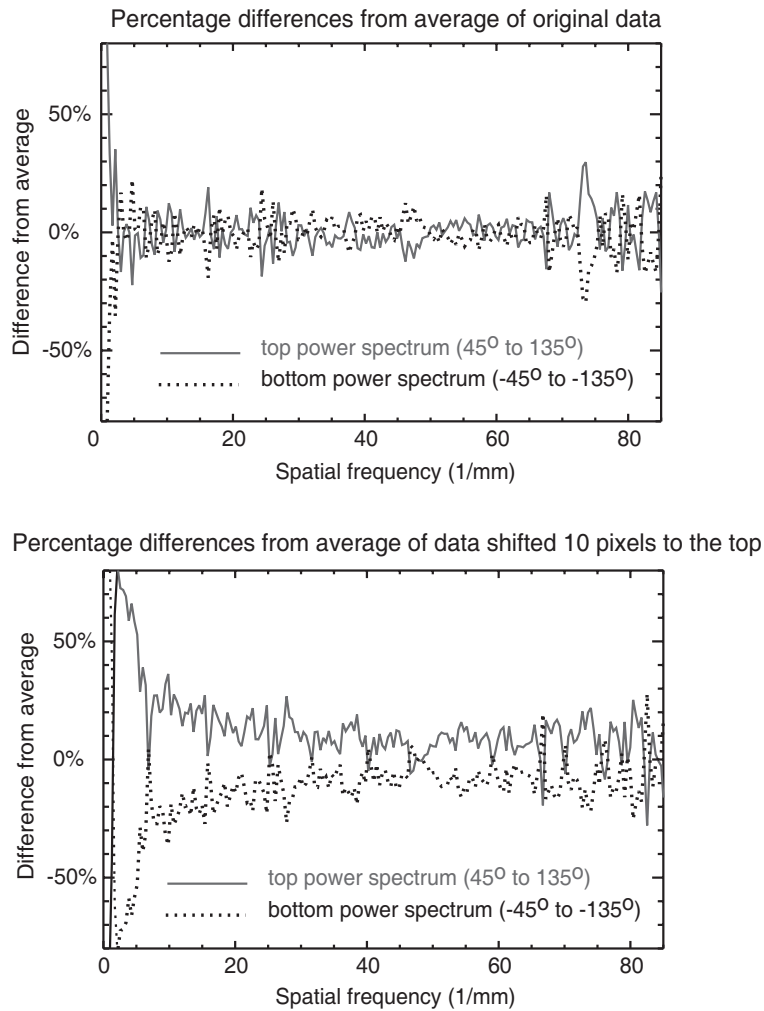 Percentage differences from average of original data
Difference from average
50%
0%
-50%
top power spectrum (45º to 135º)
bottom power spectrum (-45º to -135º)
0 20 40 60 80
Spatial frequency (1/mm)
Percentage differences from average of data shifted 10 pixels to the top
Difference from average
50%
0%
-50%
top power spectrum (45º to 135º)
bottom power spectrum (-45º to -135º)
0 20 40 60 80
Spatial frequency (1/mm)